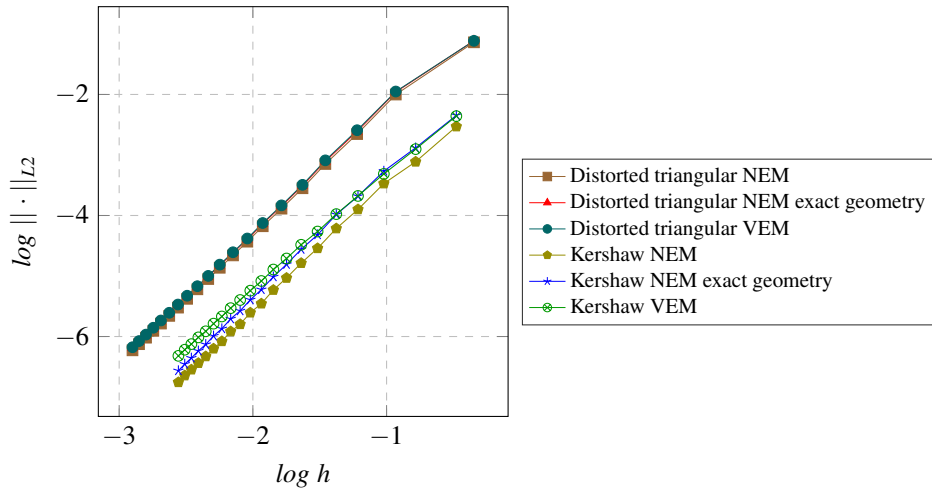 −2
−4
−6
−3
−2
−1
log || · ||L2
log h
Distorted triangular NEM
Distorted triangular NEM exact geometry
Distorted triangular VEM
Kershaw NEM
Kershaw NEM exact geometry
Kershaw VEM